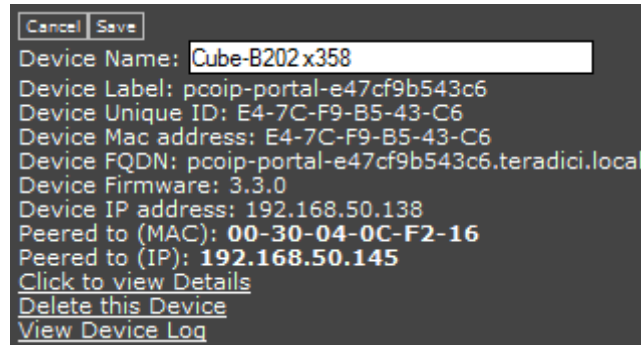 Cancel Save
Device Name: Cube-B202 x358
Device Label: pcoip-portal-e47cf9b543c6
Device Unique ID: E4-7C-F9-B5-43-C6
Device Mac address: E4-7C-F9-B5-43-C6
Device FQDN: pcoip-portal-e47cf9b543c6.teradici.local
Device Firmware: 3.3.0
Device IP address: 192.168.50.138
Peered to (MAC): 00-30-04-0C-F2-16
Peered to (IP): 192.168.50.145
Click to view Details
Delete this Device
View Device Log